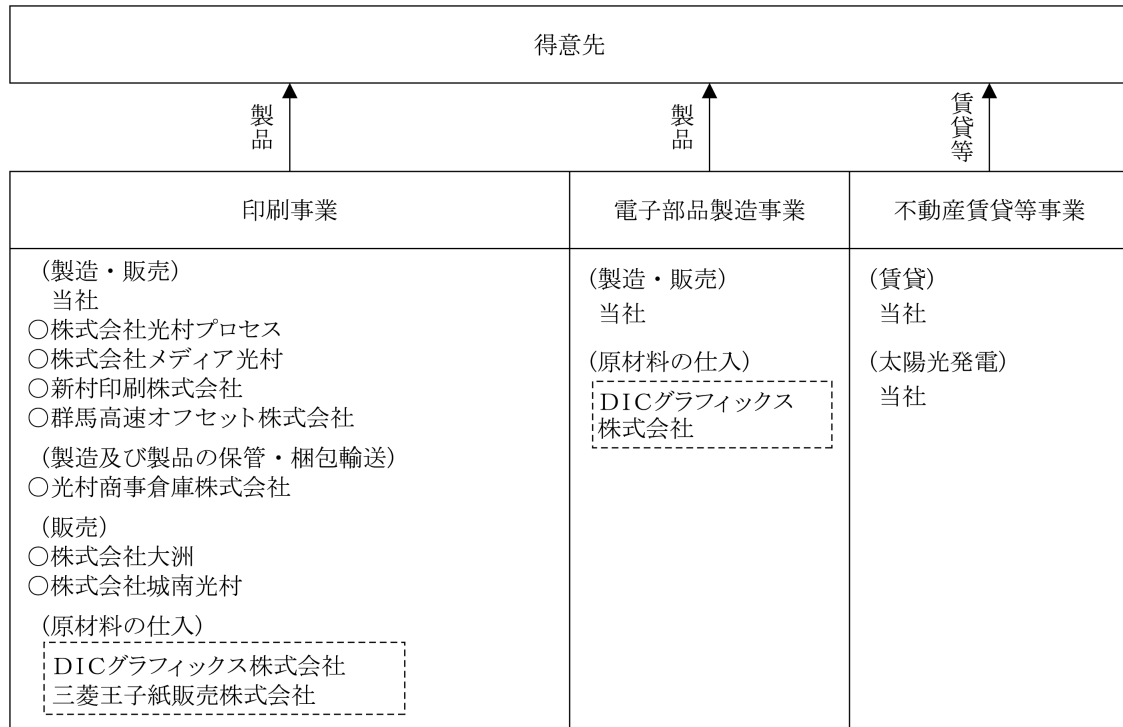 得意先
製品
製品
賃貸等
印刷事業
電子部品製造事業
不動産賃貸等事業
(製造・販売)
当社
○株式会社光村プロセス
○株式会社メディア光村
○新村印刷株式会社
○群馬高速オフセット株式会社
(製造及び製品の保管・梱包輸送)
○光村商事倉庫株式会社
(販売)
○株式会社大洲
○株式会社城南光村
(原材料の仕入)
DICグラフィックス株式会社
三菱王子紙販売株式会社
(製造・販売)
当社
(原材料の仕入)
DICグラフィックス
株式会社
(賃貸)
当社
(太陽光発電)
当社